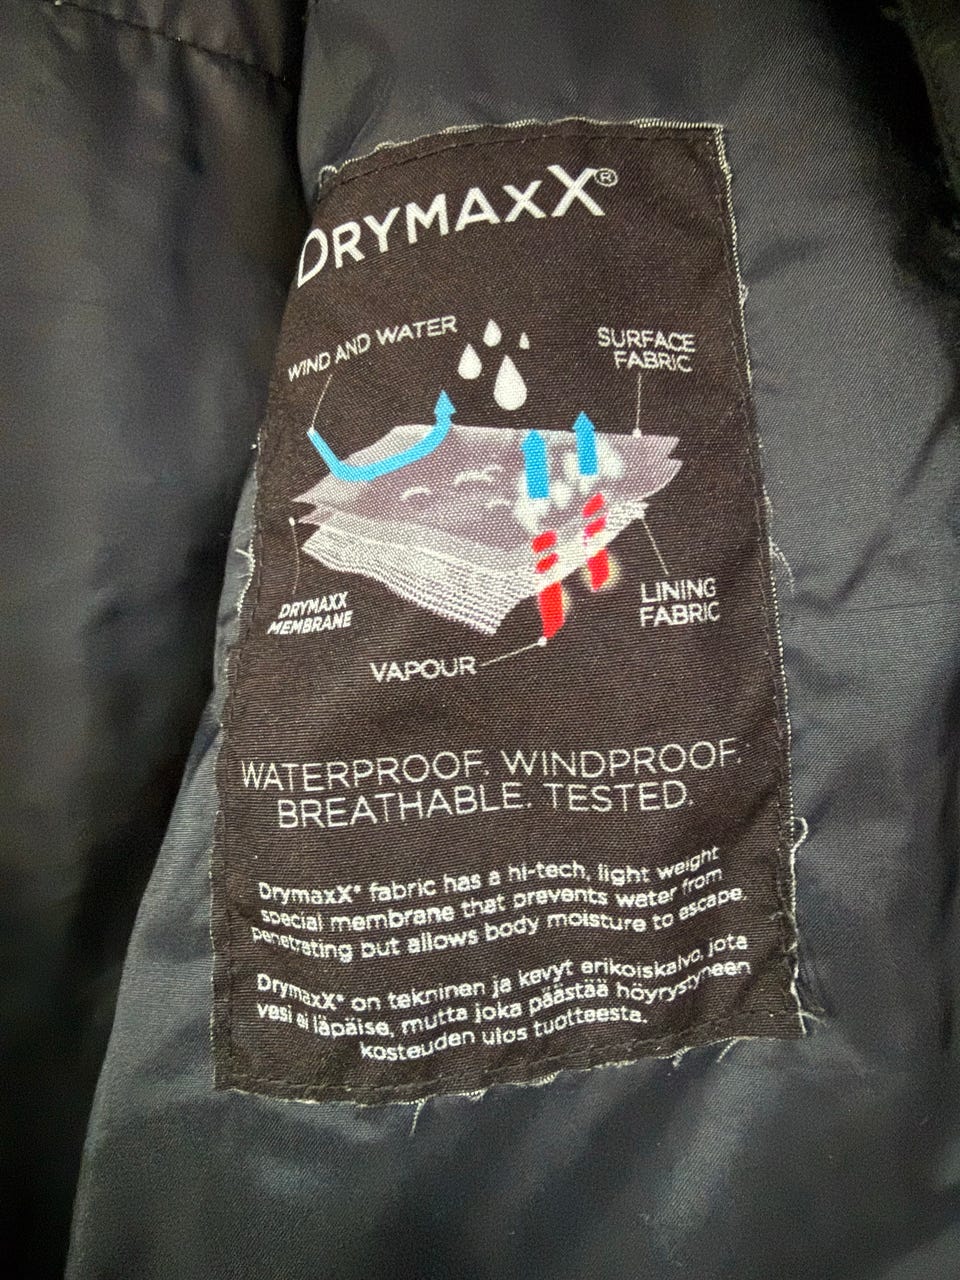 DRYMAXX®
WIND AND WATER
SURFACE
FABRIC
DRYMAXX
MEMBRANE
LINING
FABRIC
VAPOUR
WATERPROOF. WINDPROOF.
BREATHABLE. TESTED.
DrymaxX® fabric has a hi-tech, light weight
special membrane that prevents water from
penetrating but allows body moisture to escape.
DrymaxX® on tekninen ja kevyt erikoiskalvo, jota
vesi ei läpäise, mutta joka päästää höyrystyneen
kosteuden ulos tuotteesta.